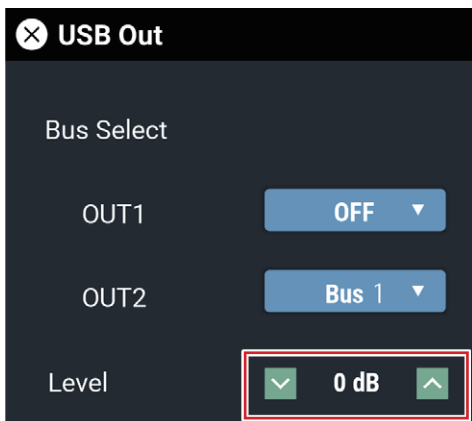 USB Out
Bus Select
OUT1 OFF
OUT2 Bus 1
Level 0 dB